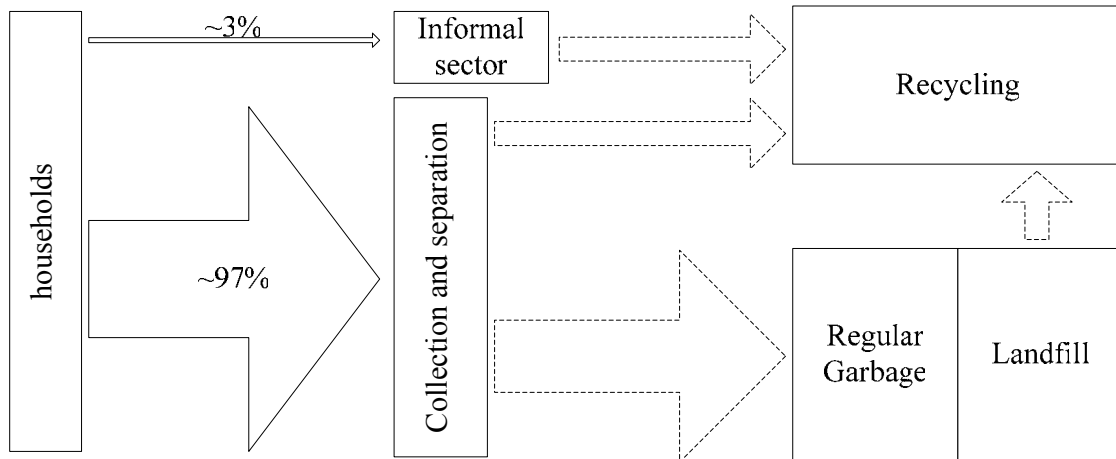 households
~3%
~97%
Informal
sector
Collection and separation
Recycling
Regular
Garbage
Landfill